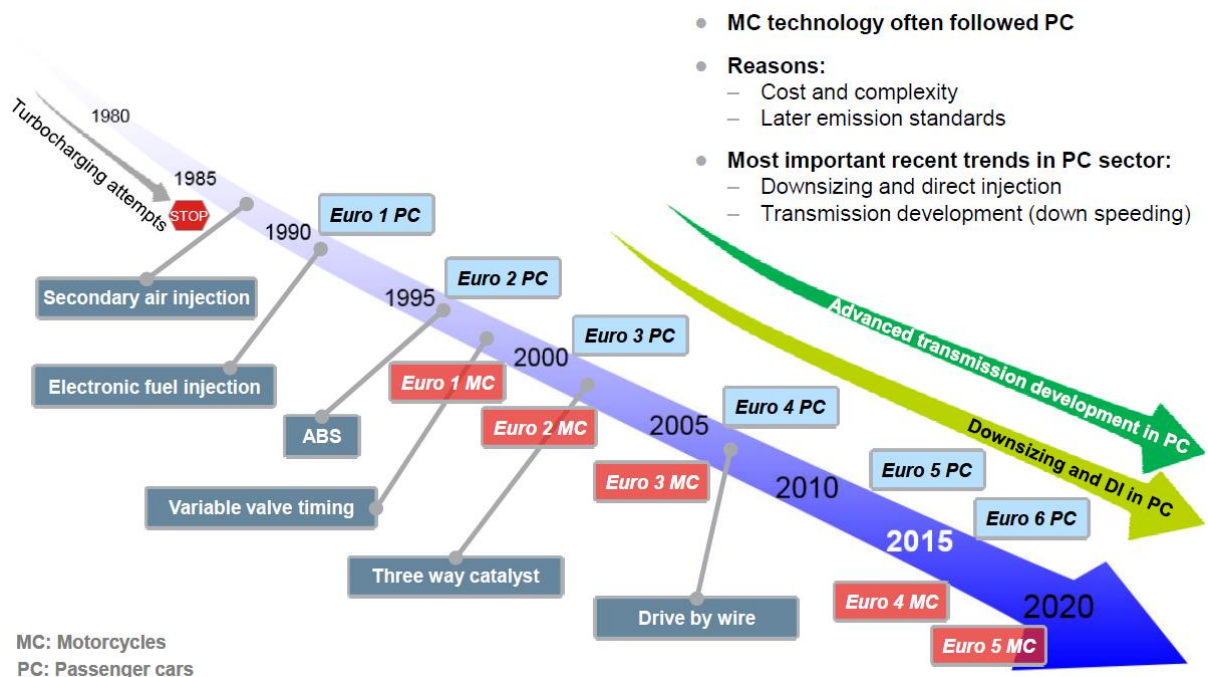 ● MC technology often followed PC
● Reasons:
– Cost and complexity
– Later emission standards
● Most important recent trends in PC sector:
– Downsizing and direct injection
– Transmission development (down speeding)
1980
Turbocharging attempts
1985
STOP
1990
Euro 1 PC
Secondary air injection
Euro 2 PC
1995
Euro 3 PC
2000
Electronic fuel injection
Euro 1 MC
Advanced transmission development in PC
Euro 4 PC
ABS
Euro 2 MC
2005
Downsizing and DI in PC
Euro 3 MC
Euro 5 PC
2010
Variable valve timing
Euro 6 PC
2015
Three way catalyst
Euro 4 MC
2020
Drive by wire
Euro 5 MC
MC: Motorcycles
PC: Passenger cars